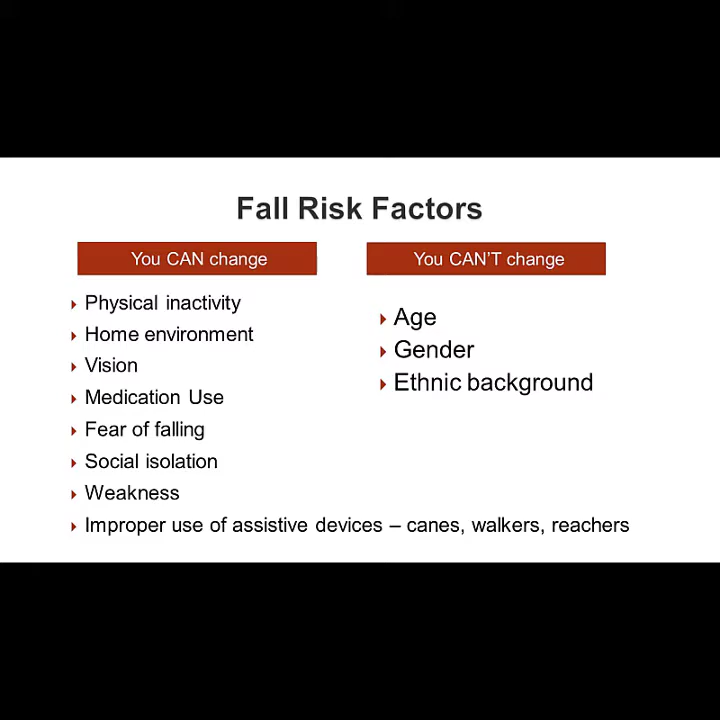 Fall Risk Factors
You CAN change
Physical inactivity
Home environment
Vision
Medication Use
Fear of falling
Social isolation
Weakness
Improper use of assistive devices – canes, walkers, reachers
You CAN'T change
Age
Gender
Ethnic background